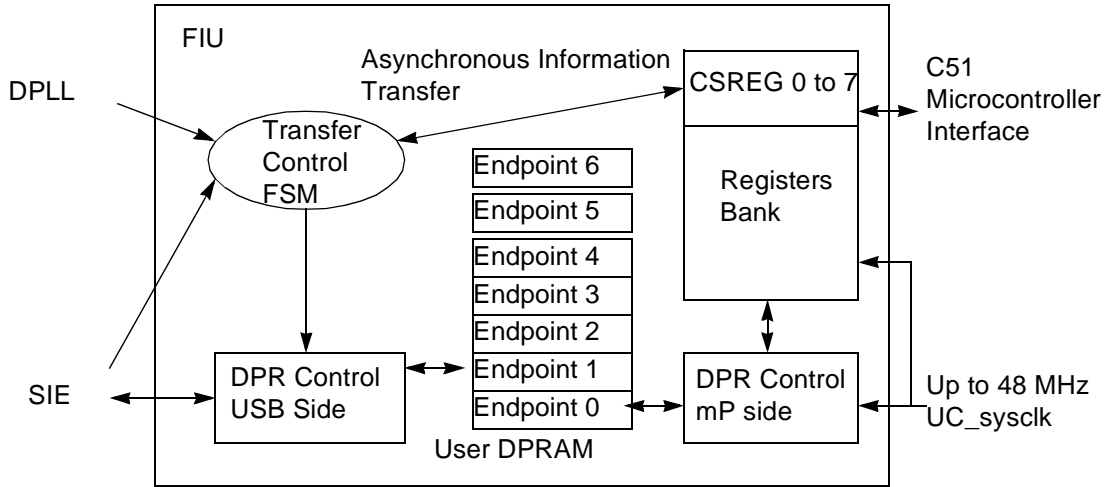 FIU
DPLL
Asynchronous Information
Transfer
CSREG 0 to 7
C51
Microcontroller
Interface
Transfer
Control
FSM
Registers
Bank
Endpoint 6
Endpoint 5
Endpoint 4
Endpoint 3
Endpoint 2
Endpoint 1
Endpoint 0
User DPRAM
SIE
DPR Control
USB Side
DPR Control
mP side
Up to 48 MHz
UC_sysclk